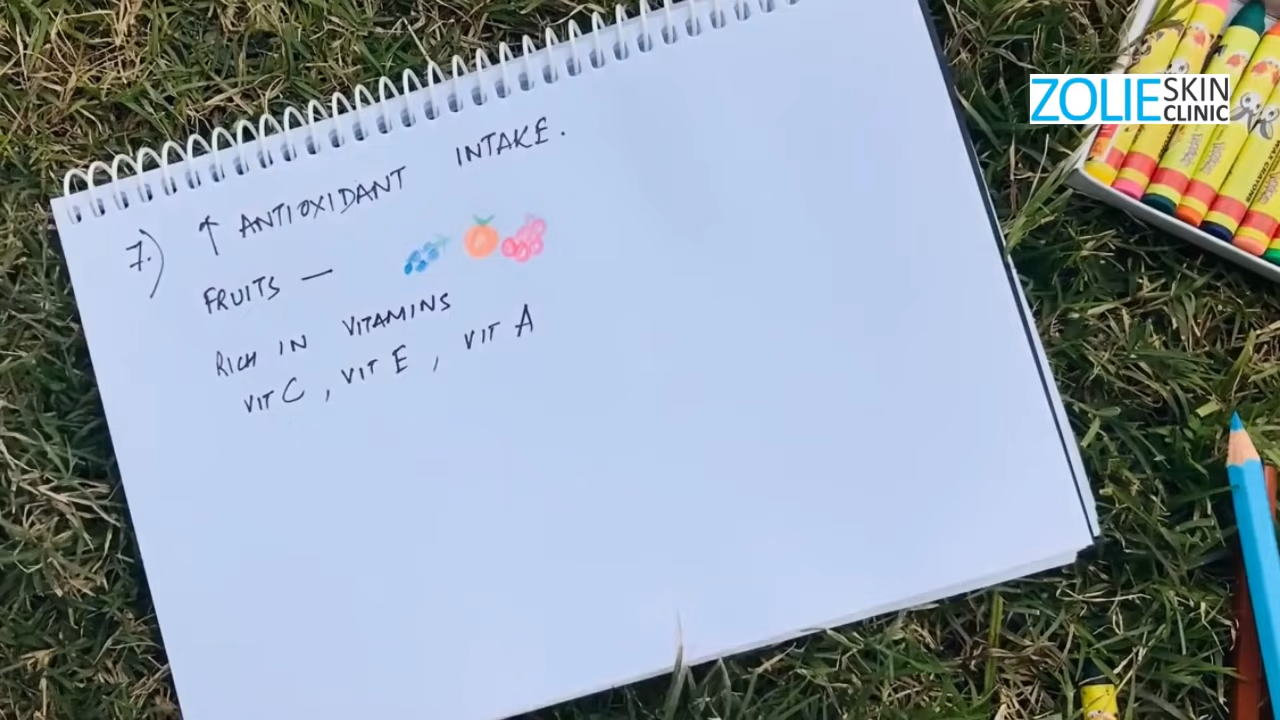 7.) ↑ ANTIOXIDANT INTAKE.
FRUITS —
RICH IN VITAMINS
VIT C, VIT E, VIT A
ZOLIE SKIN CLINIC